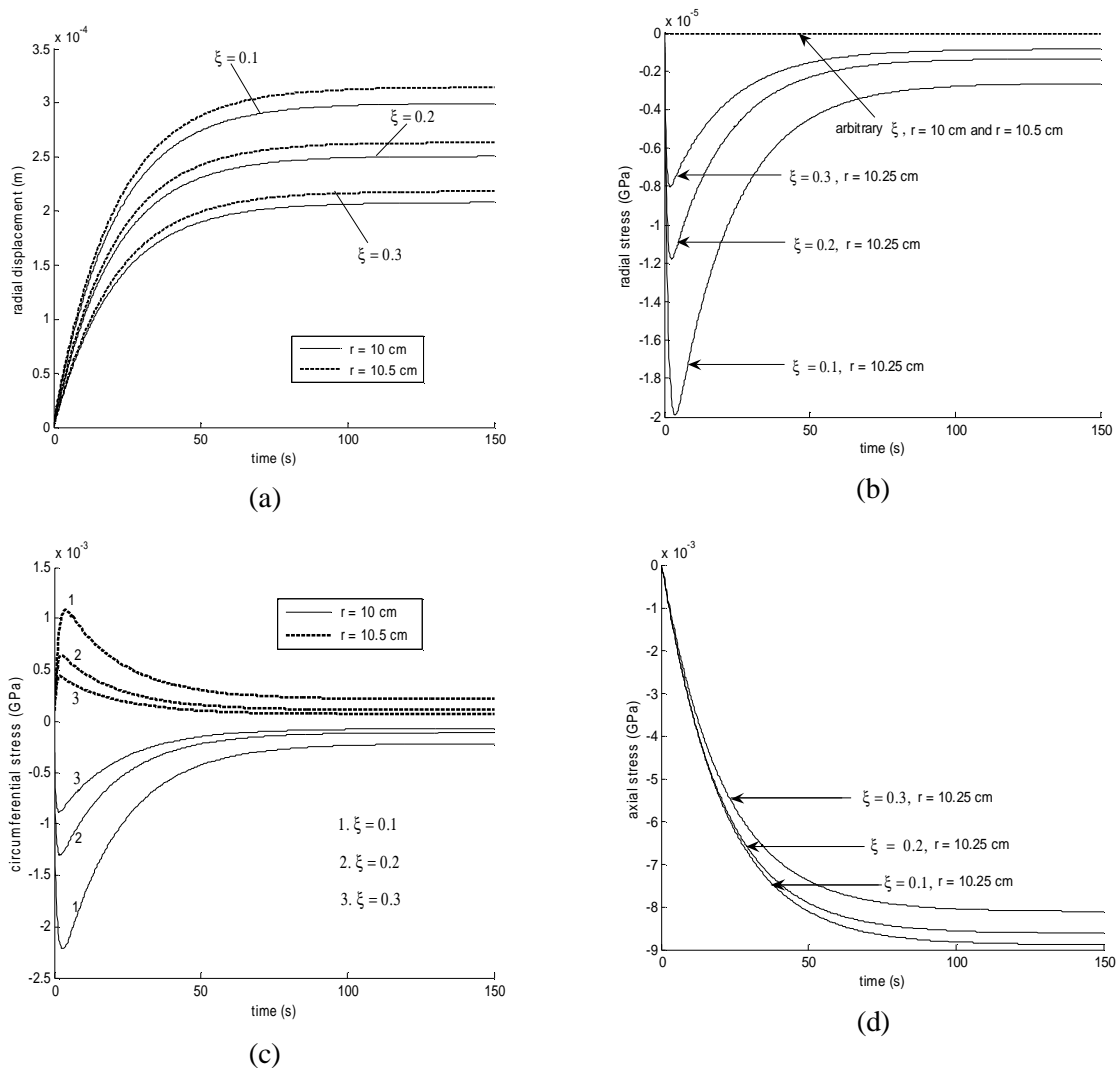 x 10⁻⁴
3.5
3
2.5
2
1.5
1
0.5
0
0 50 100 150
radial displacement (m)
time (s)
ξ = 0.1
ξ = 0.2
ξ = 0.3
r = 10 cm
r = 10.5 cm
(a)
x 10⁻⁵
0
-0.2
-0.4
-0.6
-0.8
-1
-1.2
-1.4
-1.6
-1.8
-2
0 50 100 150
radial stress (GPa)
time (s)
arbitrary ξ , r = 10 cm and r = 10.5 cm
ξ = 0.3 , r = 10.25 cm
ξ = 0.2, r = 10.25 cm
ξ = 0.1, r = 10.25 cm
(b)
x 10⁻³
1.5
1
0.5
0
-0.5
-1
-1.5
-2
-2.5
0 50 100 150
circumferential stress (GPa)
time (s)
r = 10 cm
r = 10.5 cm
1
2
3
3
2
1
1. ξ = 0.1
2. ξ = 0.2
3. ξ = 0.3
(c)
x 10⁻³
0
-1
-2
-3
-4
-5
-6
-7
-8
-9
0 50 100 150
axial stress (GPa)
time (s)
ξ = 0.3, r = 10.25 cm
ξ = 0.2, r = 10.25 cm
ξ = 0.1, r = 10.25 cm
(d)